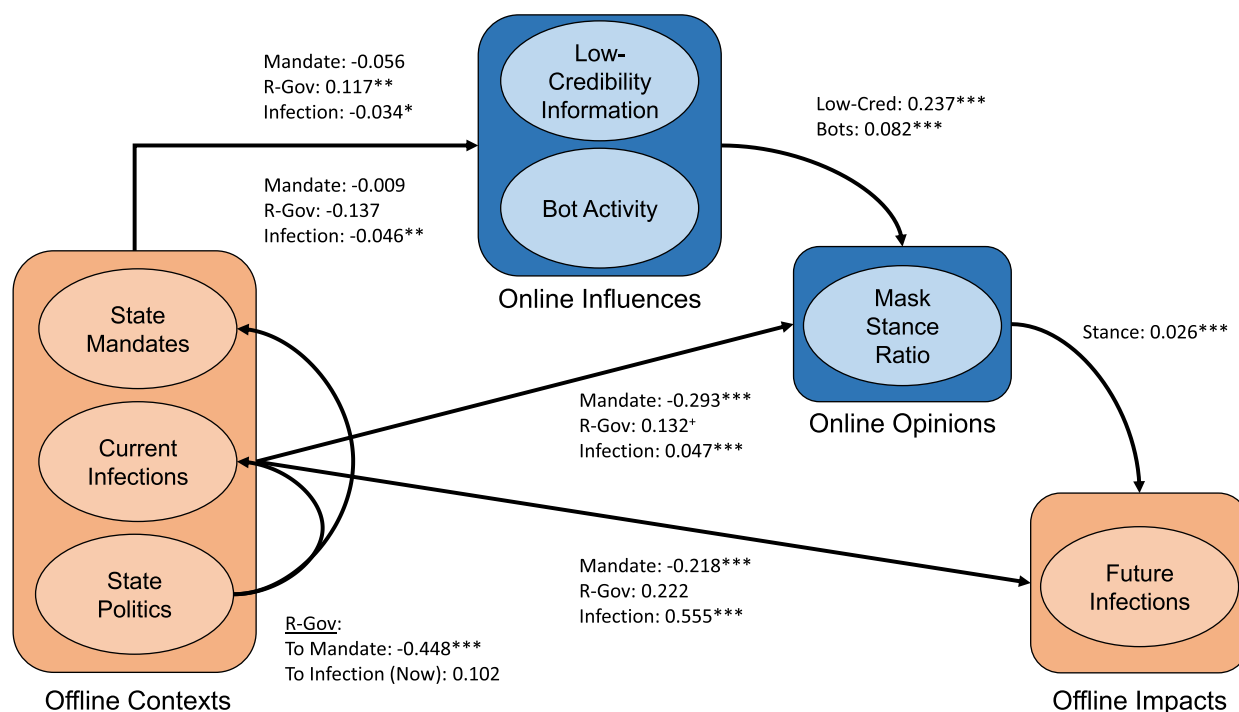 Mandate: -0.056
R-Gov: 0.117**
Infection: -0.034*
Low-
Credibility
Information
Low-Cred: 0.237***
Bots: 0.082***
Mandate: -0.009
R-Gov: -0.137
Infection: -0.046**
Bot Activity
Online Influences
State
Mandates
Mask
Stance
Ratio
Stance: 0.026***
Mandate: -0.293***
R-Gov: 0.132⁺
Infection: 0.047***
Online Opinions
Current
Infections
State
Politics
Mandate: -0.218***
R-Gov: 0.222
Infection: 0.555***
Future
Infections
R-Gov:
To Mandate: -0.448***
To Infection (Now): 0.102
Offline Contexts
Offline Impacts